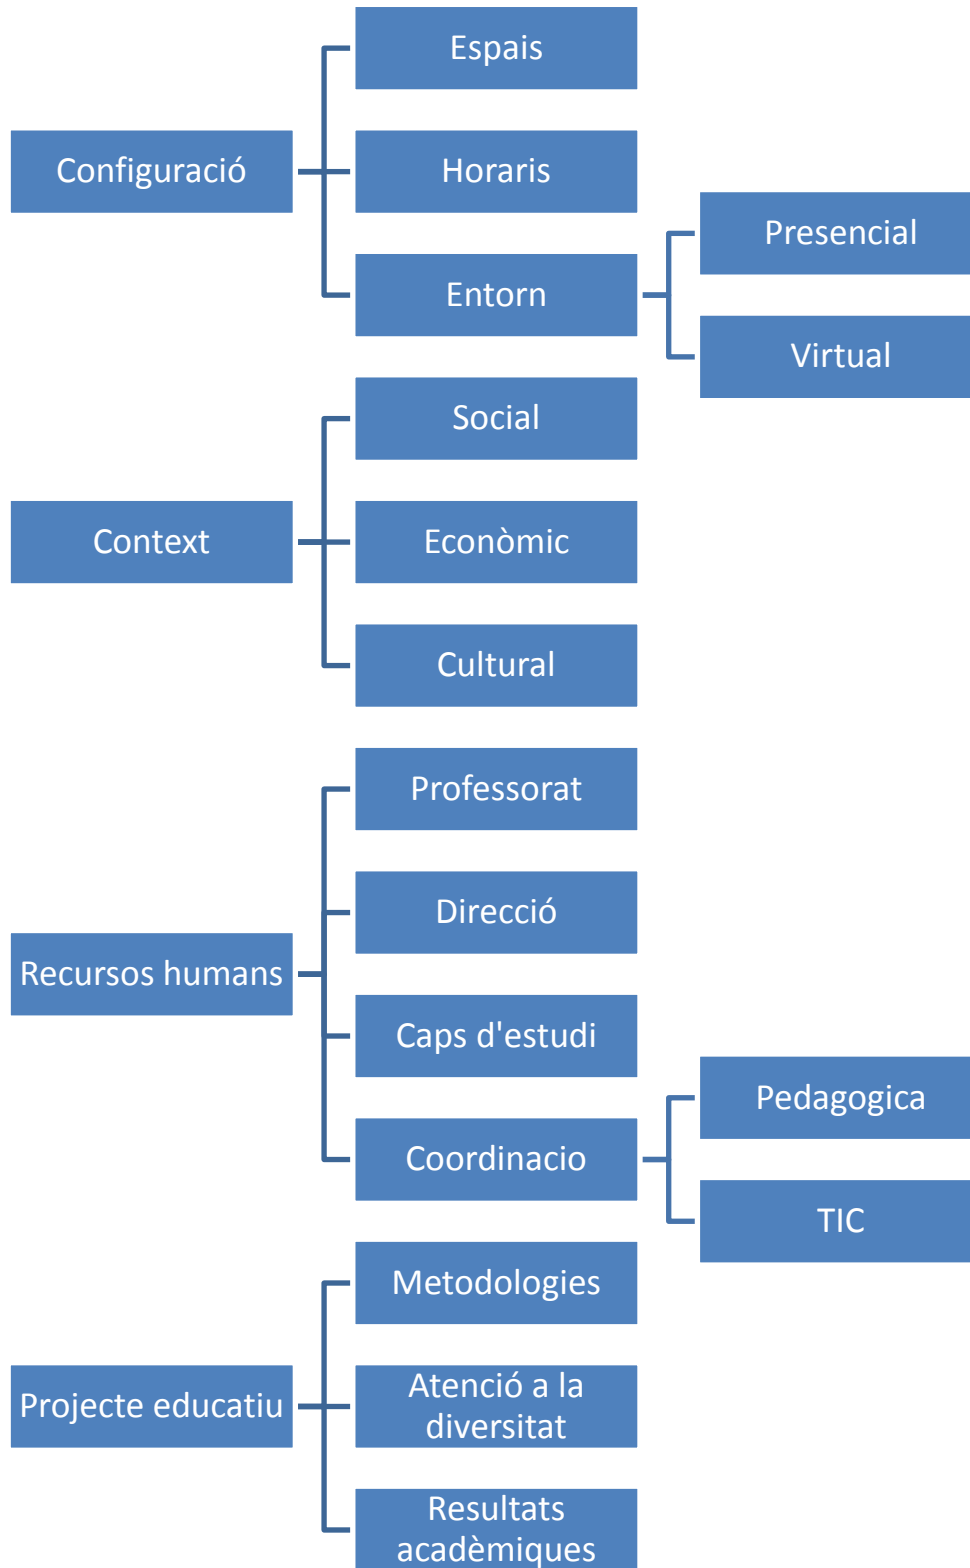 Configuració
Espais
Horaris
Entorn
Presencial
Virtual
Context
Social
Econòmic
Cultural
Recursos humans
Professorat
Direcció
Caps d'estudi
Coordinacio
Pedagogica
TIC
Projecte educatiu
Metodologies
Atenció a la
diversitat
Resultats
acadèmiques